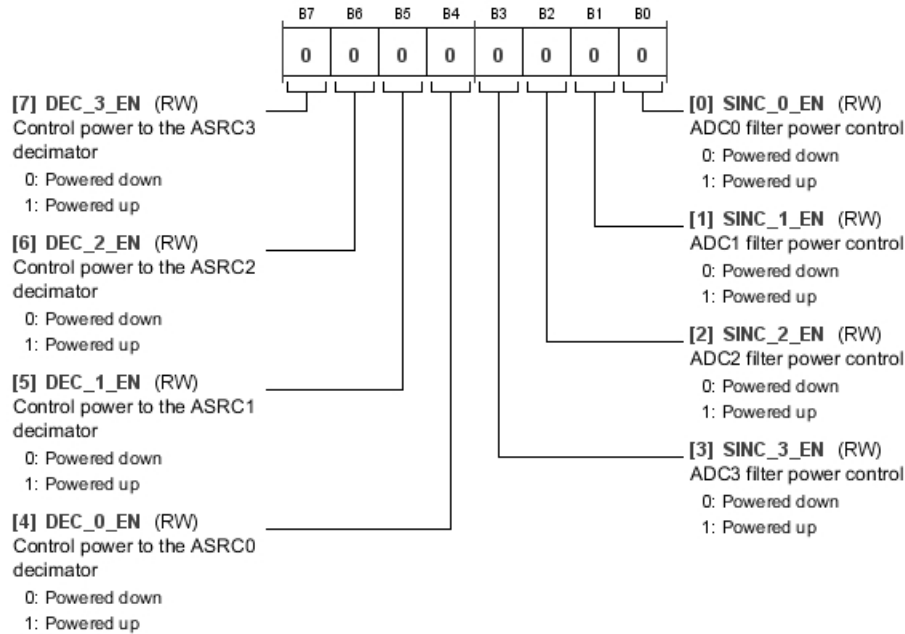 B7 B6 B5 B4 B3 B2 B1 B0
0 0 0 0 0 0 0 0
[7] DEC_3_EN (RW)
Control power to the ASRC3
decimator
0: Powered down
1: Powered up
[6] DEC_2_EN (RW)
Control power to the ASRC2
decimator
0: Powered down
1: Powered up
[5] DEC_1_EN (RW)
Control power to the ASRC1
decimator
0: Powered down
1: Powered up
[4] DEC_0_EN (RW)
Control power to the ASRC0
decimator
0: Powered down
1: Powered up
[0] SINC_0_EN (RW)
ADC0 filter power control
0: Powered down
1: Powered up
[1] SINC_1_EN (RW)
ADC1 filter power control
0: Powered down
1: Powered up
[2] SINC_2_EN (RW)
ADC2 filter power control
0: Powered down
1: Powered up
[3] SINC_3_EN (RW)
ADC3 filter power control
0: Powered down
1: Powered up